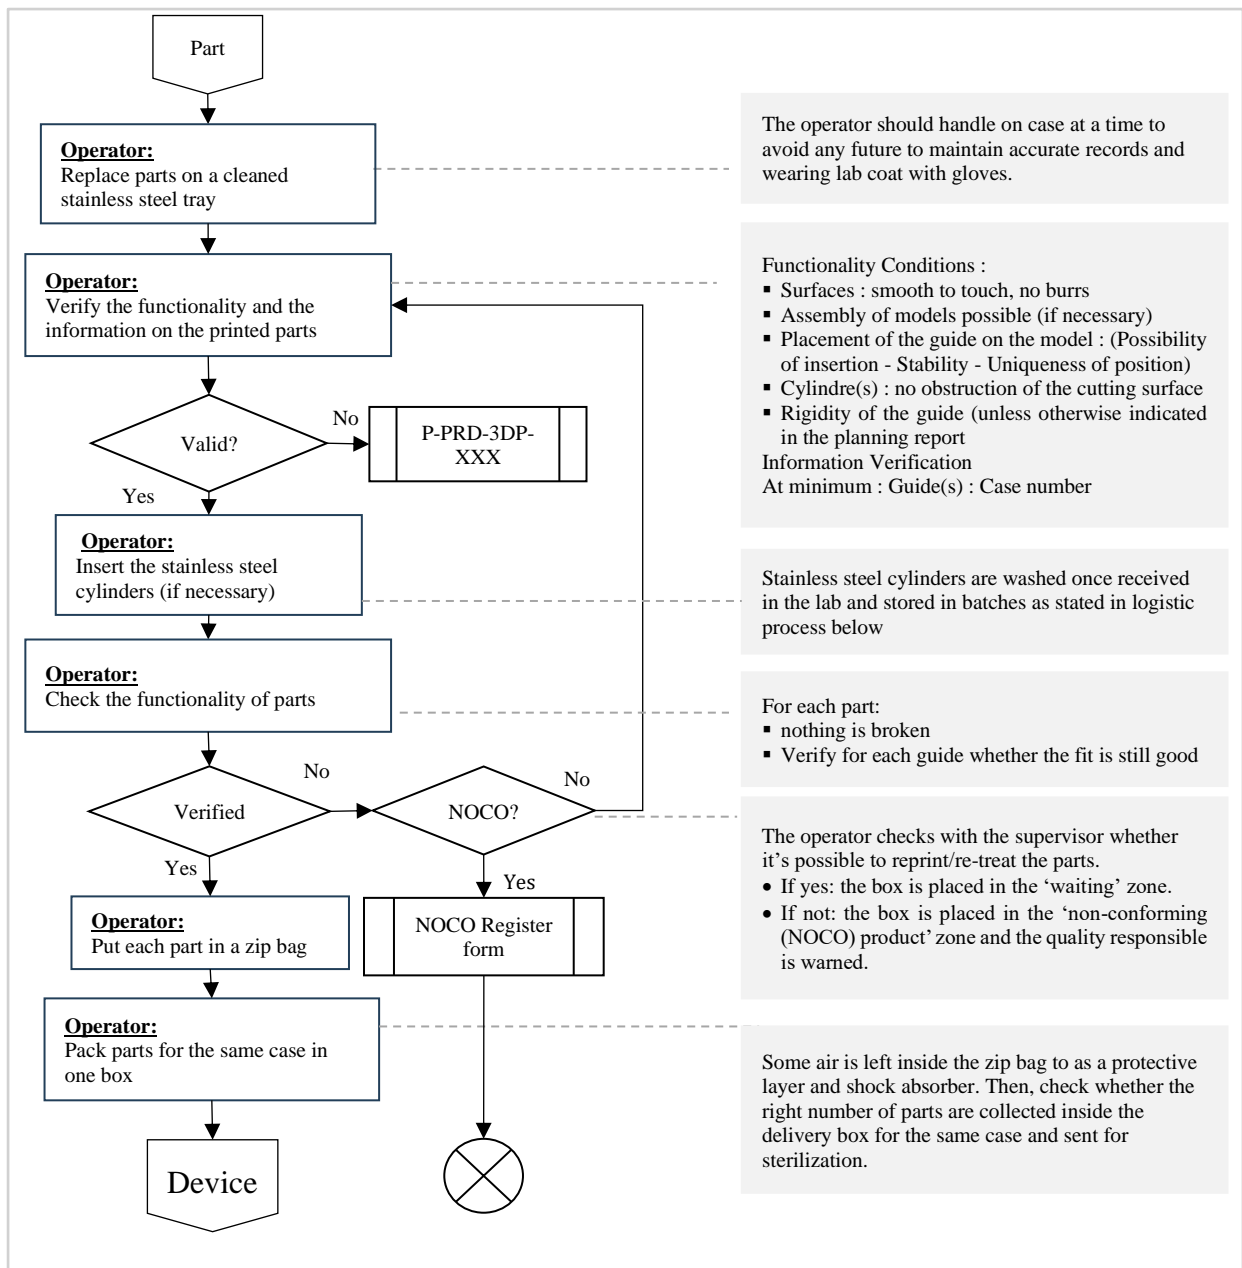 Part
Operator:
Replace parts on a cleaned
stainless steel tray
The operator should handle on case at a time to
avoid any future to maintain accurate records and
wearing lab coat with gloves.
Operator:
Verify the functionality and the
information on the printed parts
Functionality Conditions :
▪ Surfaces : smooth to touch, no burrs
▪ Assembly of models possible (if necessary)
▪ Placement of the guide on the model : (Possibility
of insertion - Stability - Uniqueness of position)
▪ Cylindre(s) : no obstruction of the cutting surface
▪ Rigidity of the guide (unless otherwise indicated
in the planning report
Information Verification
At minimum : Guide(s) : Case number
Valid?
No
P-PRD-3DP-
XXX
Yes
Operator:
Insert the stainless steel
cylinders (if necessary)
Stainless steel cylinders are washed once received
in the lab and stored in batches as stated in logistic
process below
Operator:
Check the functionality of parts
For each part:
▪ nothing is broken
▪ Verify for each guide whether the fit is still good
Verified
No
NOCO?
No
Yes
Yes
The operator checks with the supervisor whether
it's possible to reprint/re-treat the parts.
• If yes: the box is placed in the ‘waiting’ zone.
• If not: the box is placed in the ‘non-conforming
(NOCO) product’ zone and the quality responsible
is warned.
Operator:
Put each part in a zip bag
NOCO Register
form
Operator:
Pack parts for the same case in
one box
Some air is left inside the zip bag to as a protective
layer and shock absorber. Then, check whether the
right number of parts are collected inside the
delivery box for the same case and sent for
sterilization.
Device